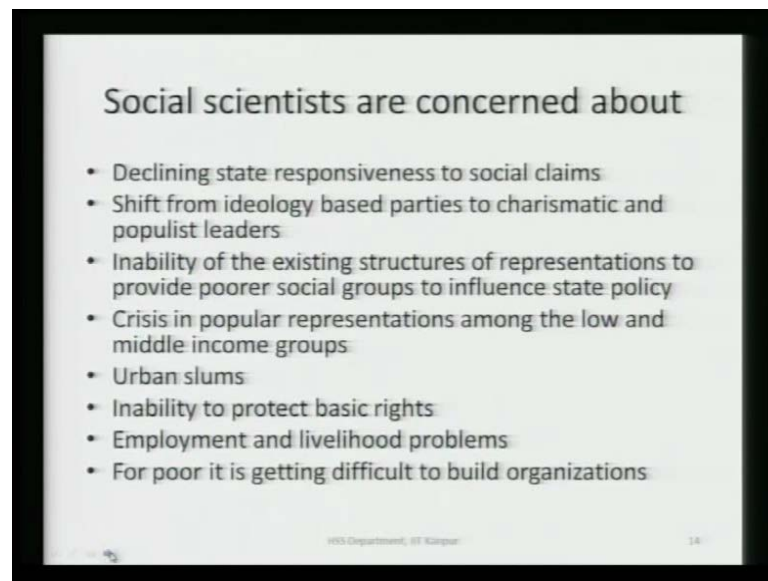 Social scientists are concerned about
• Declining state responsiveness to social claims
• Shift from ideology based parties to charismatic and
populist leaders
• Inability of the existing structures of representations to
provide poorer social groups to influence state policy
• Crisis in popular representations among the low and
middle income groups
• Urban slums
• Inability to protect basic rights
• Employment and livelihood problems
• For poor it is getting difficult to build organizations
HSS Department, IIT Kanpur
14